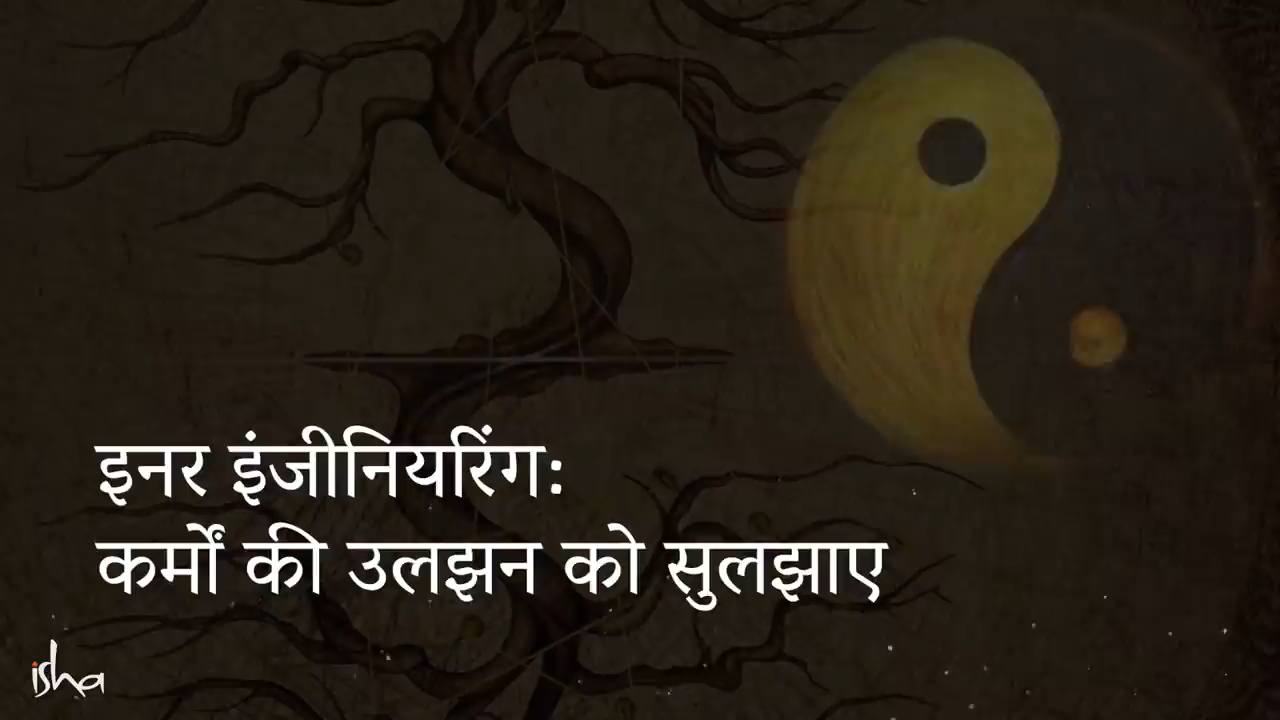 इनर इंजीनियरिंग:
कर्मों की उलझन को सुलझाए
isha